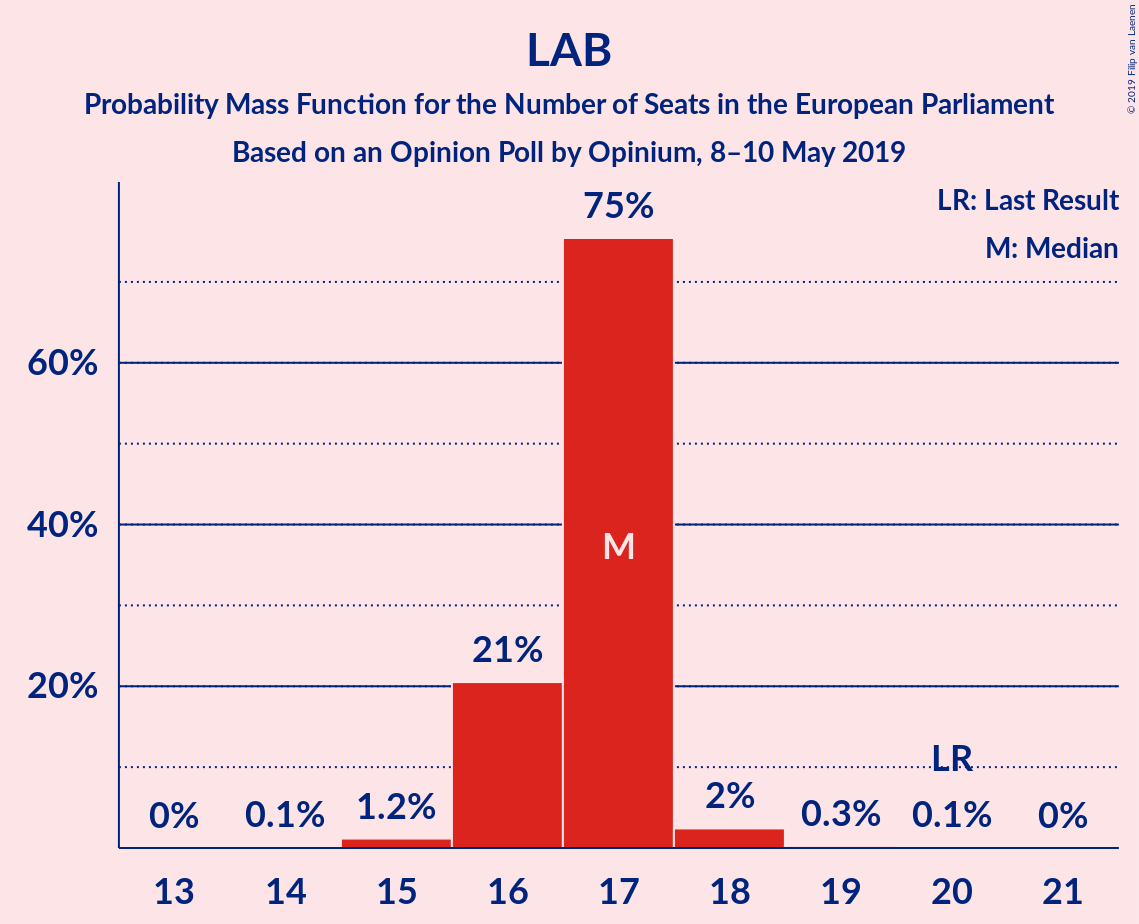 © 2019 Filip van Laenen
LAB
Probability Mass Function for the Number of Seats in the European Parliament
Based on an Opinion Poll by Opinium, 8–10 May 2019
LR: Last Result
M: Median
75%
60%
40%
M
21%
20%
LR
2%
1.2%
0%
0.1%
0.3%
0.1%
0%
13 14 15 16 17 18 19 20 21